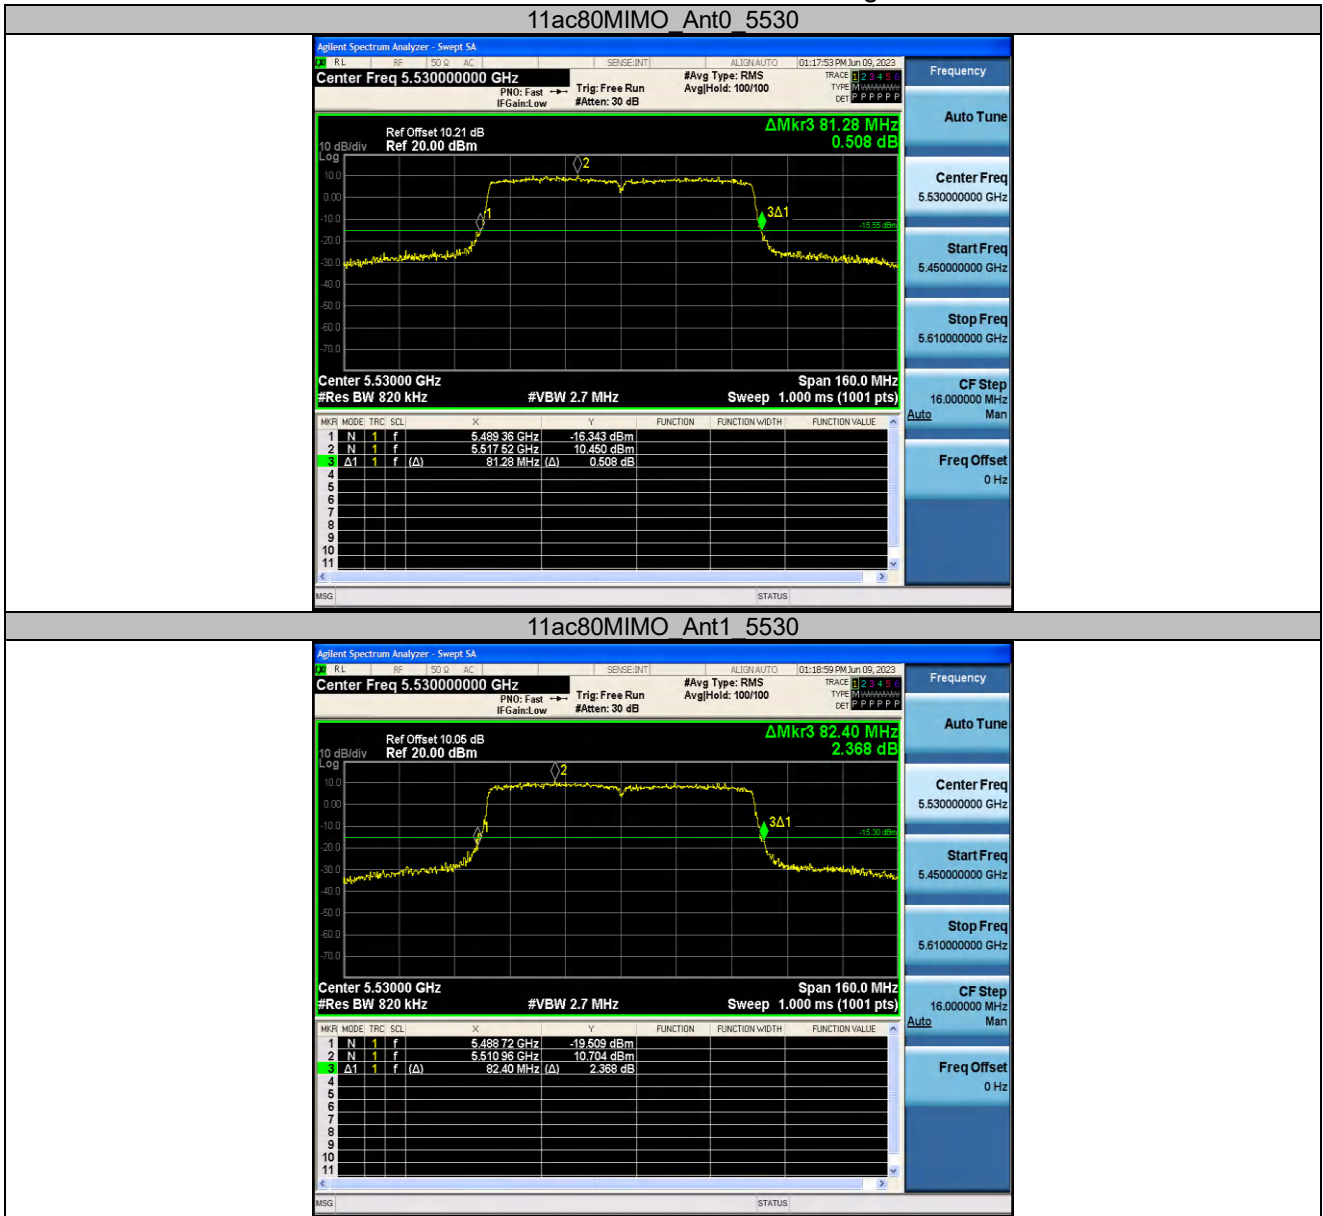 11ac80MIMO_Ant0_5530
Agilent Spectrum Analyzer - Swept SA
RL RF 50 Ω AC SENSE:INT ALIGN AUTO 01:17:53 PM Jun 09, 2023
Center Freq 5.530000000 GHz
PNO: Fast
IFGain:Low
Trig: Free Run
#Atten: 30 dB
#Avg Type: RMS
Avg|Hold: 100/100
TRACE 1 2 3 4 5 6
TYPE M
DET P P P P P P
Frequency
Auto Tune
Center Freq
5.530000000 GHz
Start Freq
5.450000000 GHz
Stop Freq
5.610000000 GHz
CF Step
16.000000 MHz
Auto Man
Freq Offset
0 Hz
ΔMkr3 81.28 MHz
0.508 dB
Ref Offset 10.21 dB
10 dB/div Ref 20.00 dBm
Log
10.0
0.00
-10.0
-20.0
-30.0
-40.0
-50.0
-60.0
-70.0
2
1
3Δ1
-15.55 dBm
Center 5.53000 GHz Span 160.0 MHz
#Res BW 820 kHz #VBW 2.7 MHz Sweep 1.000 ms (1001 pts)
MKR MODE TRC SCL X Y FUNCTION FUNCTION WIDTH FUNCTION VALUE
1 N 1 f 5.489 36 GHz -16.343 dBm
2 N 1 f 5.517 52 GHz 10.450 dBm
3 Δ1 1 f (Δ) 81.28 MHz (Δ) 0.508 dB
4
5
6
7
8
9
10
11
MSG STATUS
11ac80MIMO_Ant1_5530
Agilent Spectrum Analyzer - Swept SA
RL RF 50 Ω AC SENSE:INT ALIGN AUTO 01:18:59 PM Jun 09, 2023
Center Freq 5.530000000 GHz
PNO: Fast
IFGain:Low
Trig: Free Run
#Atten: 30 dB
#Avg Type: RMS
Avg|Hold: 100/100
TRACE 1 2 3 4 5 6
TYPE M
DET P P P P P P
Frequency
Auto Tune
Center Freq
5.530000000 GHz
Start Freq
5.450000000 GHz
Stop Freq
5.610000000 GHz
CF Step
16.000000 MHz
Auto Man
Freq Offset
0 Hz
ΔMkr3 82.40 MHz
2.368 dB
Ref Offset 10.05 dB
10 dB/div Ref 20.00 dBm
Log
10.0
0.00
-10.0
-20.0
-30.0
-40.0
-50.0
-60.0
-70.0
2
1
3Δ1
-15.30 dBm
Center 5.53000 GHz Span 160.0 MHz
#Res BW 820 kHz #VBW 2.7 MHz Sweep 1.000 ms (1001 pts)
MKR MODE TRC SCL X Y FUNCTION FUNCTION WIDTH FUNCTION VALUE
1 N 1 f 5.488 72 GHz -19.509 dBm
2 N 1 f 5.510 96 GHz 10.704 dBm
3 Δ1 1 f (Δ) 82.40 MHz (Δ) 2.368 dB
4
5
6
7
8
9
10
11
MSG STATUS